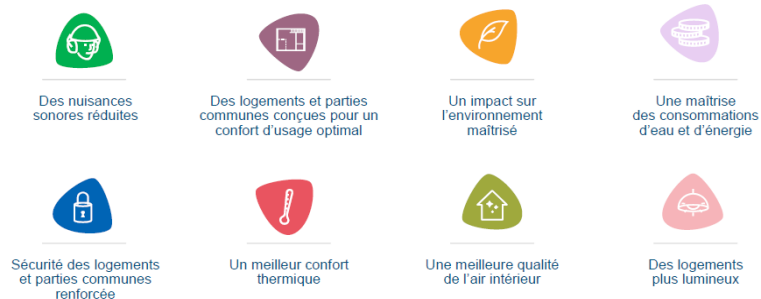 Des nuisances
sonores réduites
Des logements et parties
communes conçues pour un
confort d'usage optimal
Un impact sur
l'environnement
maîtrisé
Une maîtrise
des consommations
d'eau et d'énergie
Sécurité des logements
et parties communes
renforcée
Un meilleur confort
thermique
Une meilleure qualité
de l'air intérieur
Des logements
plus lumineux